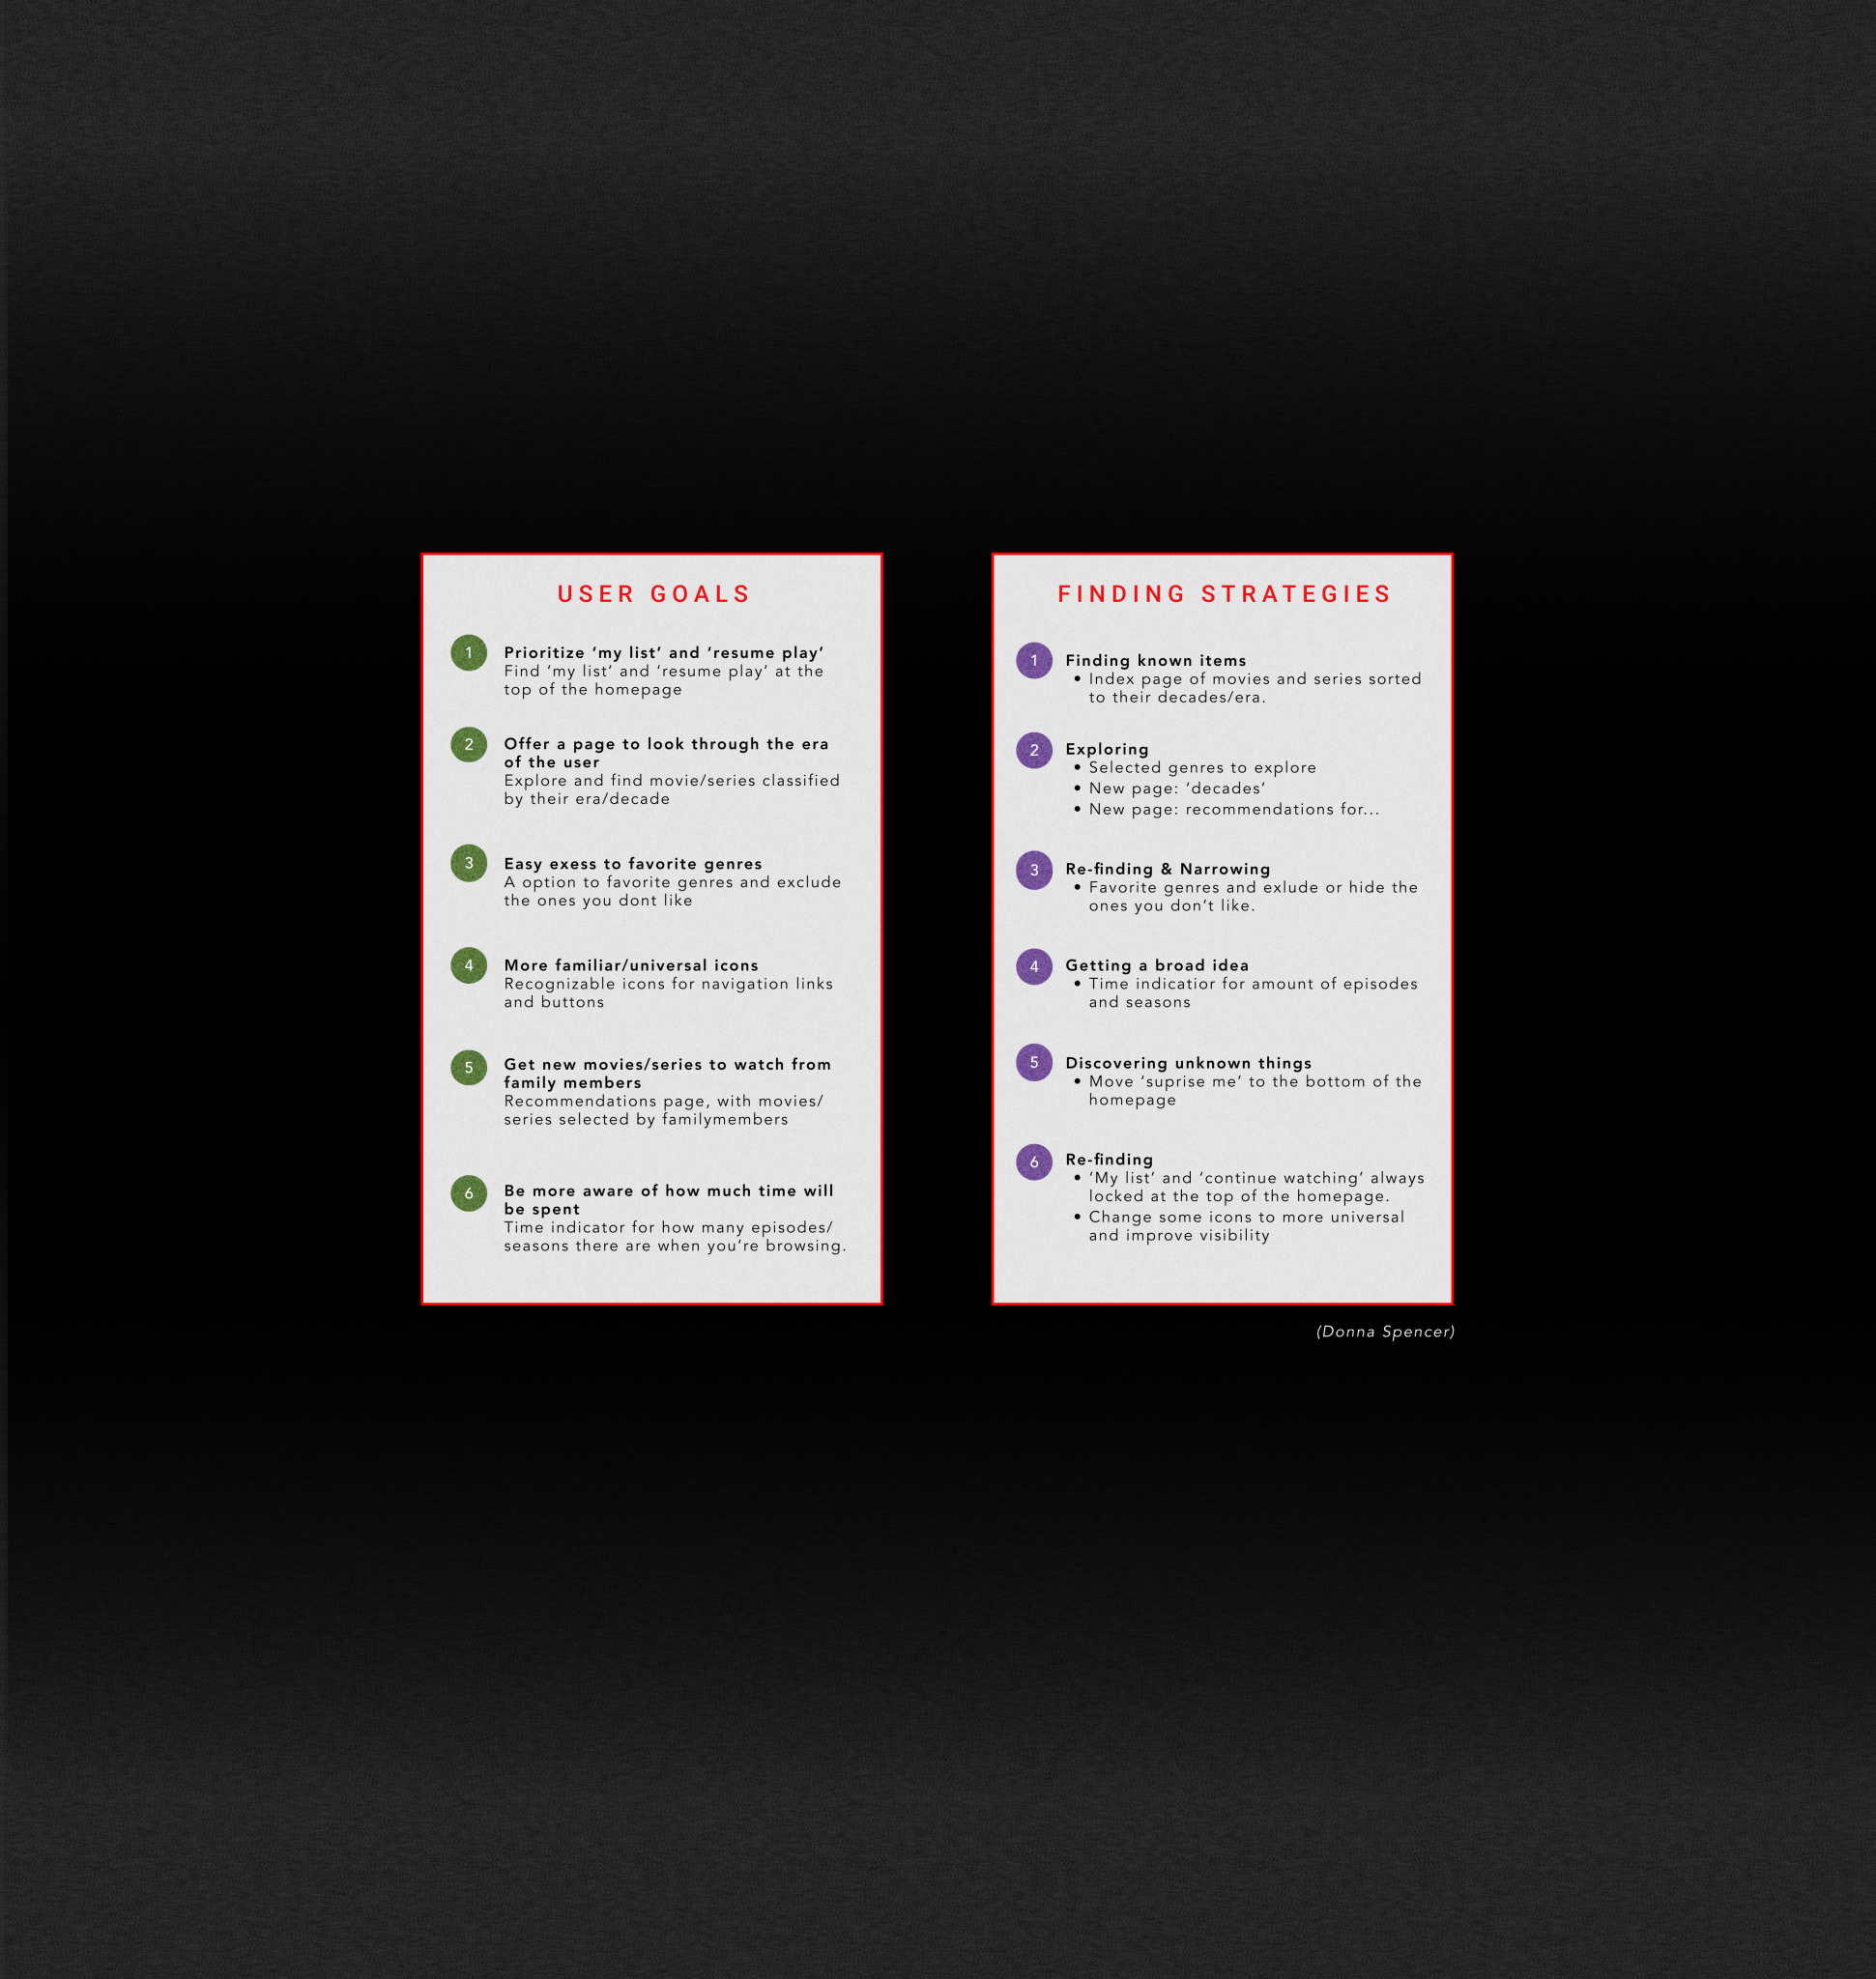 USER GOALS
1
Prioritize ‘my list’ and ‘resume play’
Find ‘my list’ and ‘resume play’ at the
top of the homepage
2
Offer a page to look through the era
of the user
Explore and find movie/series classified
by their era/decade
3
Easy exess to favorite genres
A option to favorite genres and exclude
the ones you dont like
4
More familiar/universal icons
Recognizable icons for navigation links
and buttons
5
Get new movies/series to watch from
family members
Recommendations page, with movies/
series selected by familymembers
6
Be more aware of how much time will
be spent
Time indicator for how many episodes/
seasons there are when you’re browsing.
FINDING STRATEGIES
1
Finding known items
• Index page of movies and series sorted
to their decades/era.
2
Exploring
• Selected genres to explore
• New page: ‘decades’
• New page: recommendations for...
3
Re-finding & Narrowing
• Favorite genres and exlude or hide the
ones you don’t like.
4
Getting a broad idea
• Time indicatior for amount of episodes
and seasons
5
Discovering unknown things
• Move ‘suprise me’ to the bottom of the
homepage
6
Re-finding
• ‘My list’ and ‘continue watching’ always
locked at the top of the homepage.
• Change some icons to more universal
and improve visibility
(Donna Spencer)